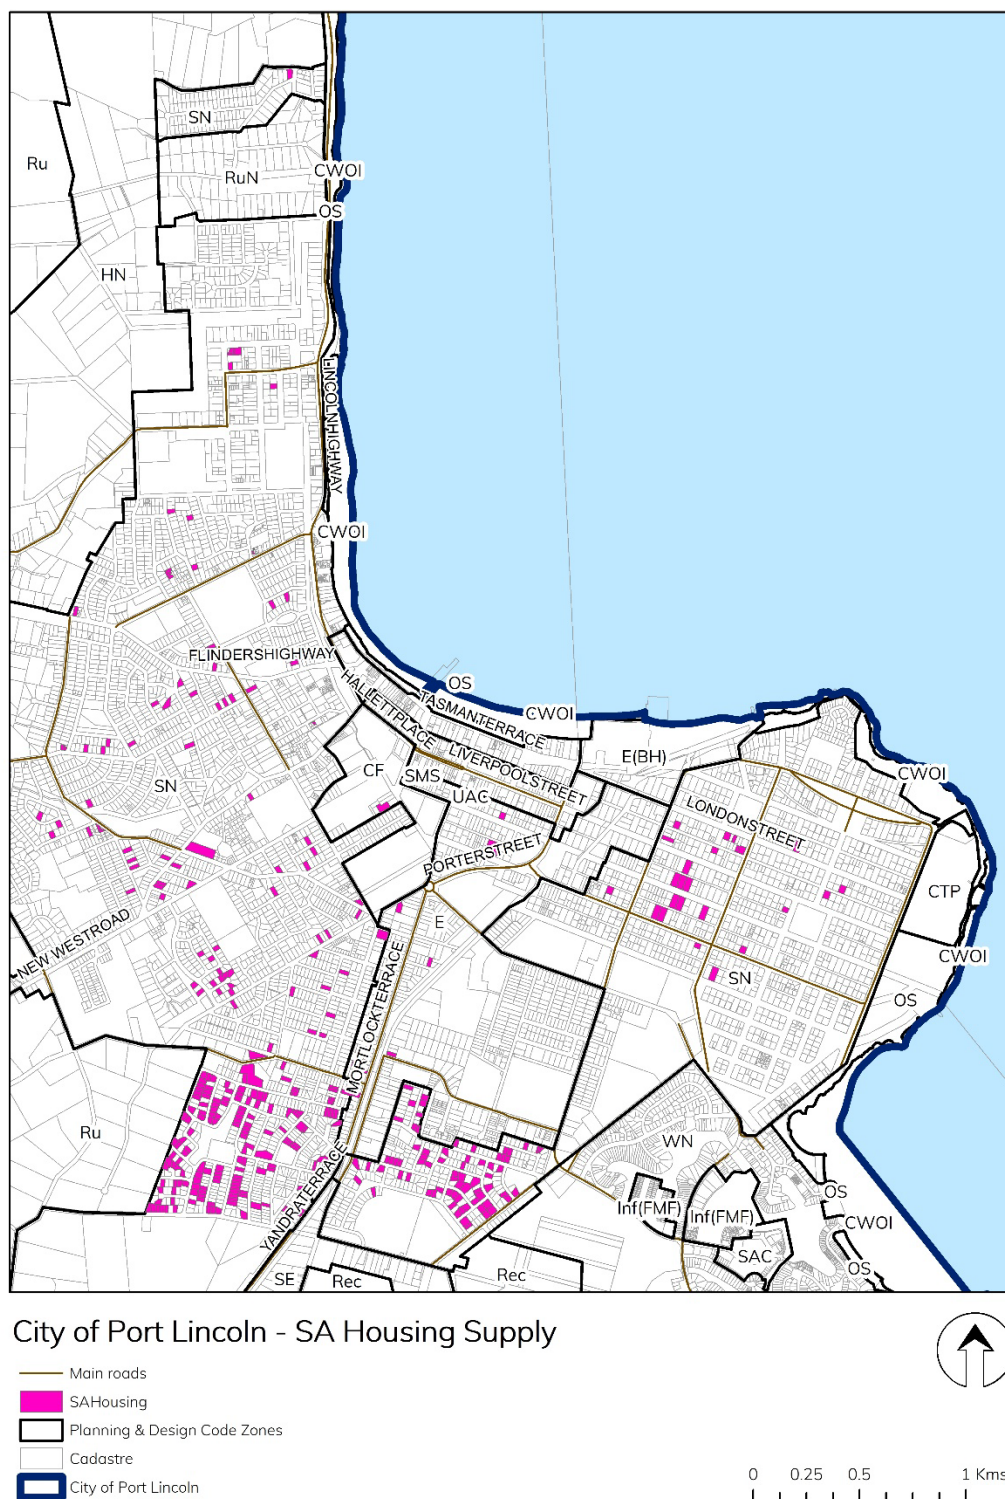 SN
Ru
RuN
CWOI
OS
HN
LINCOLNHIGHWAY
CWOI
FLINDERSHIGHWAY
HALLETTPLACE
OS
TASMANTERRACE
CWOI
LIVERPOOLSTREET
E(BH)
CF
SMS
UAC
SN
CWOI
LONDONSTREET
PORTERSTREET
CTP
E
NEW WESTROAD
CWOI
MORTLOCKTERRACE
SN
OS
Ru
WN
YANDRATERRACE
Inf(FMF)
Inf(FMF)
OS
CWOI
SAC
OS
SE
Rec
Rec
City of Port Lincoln - SA Housing Supply
Main roads
SAHousing
Planning & Design Code Zones
Cadastre
City of Port Lincoln
0 0.25 0.5 1 Kms